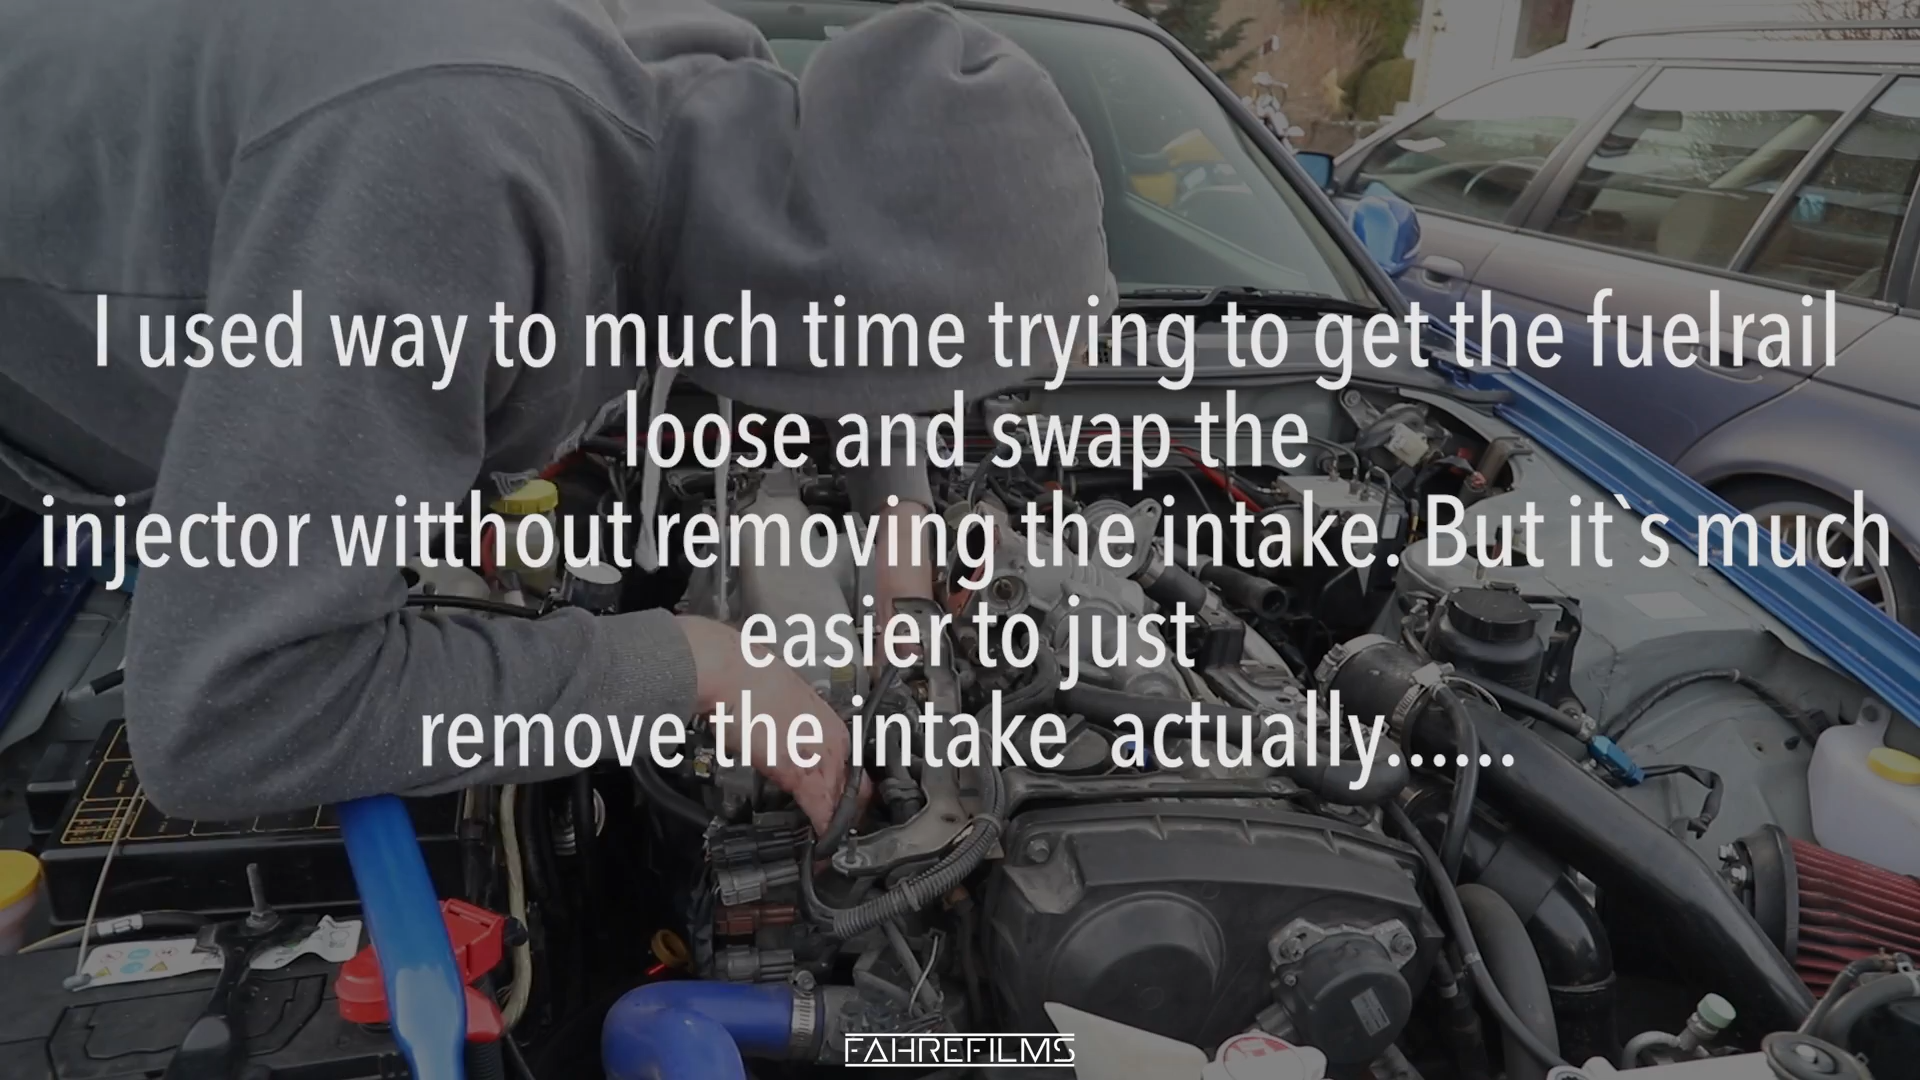 I used way to much time trying to get the fuelrail
loose and swap the
injector witthout removing the intake. But it`s much
easier to just
remove the intake  actually......
FAHREFILMS